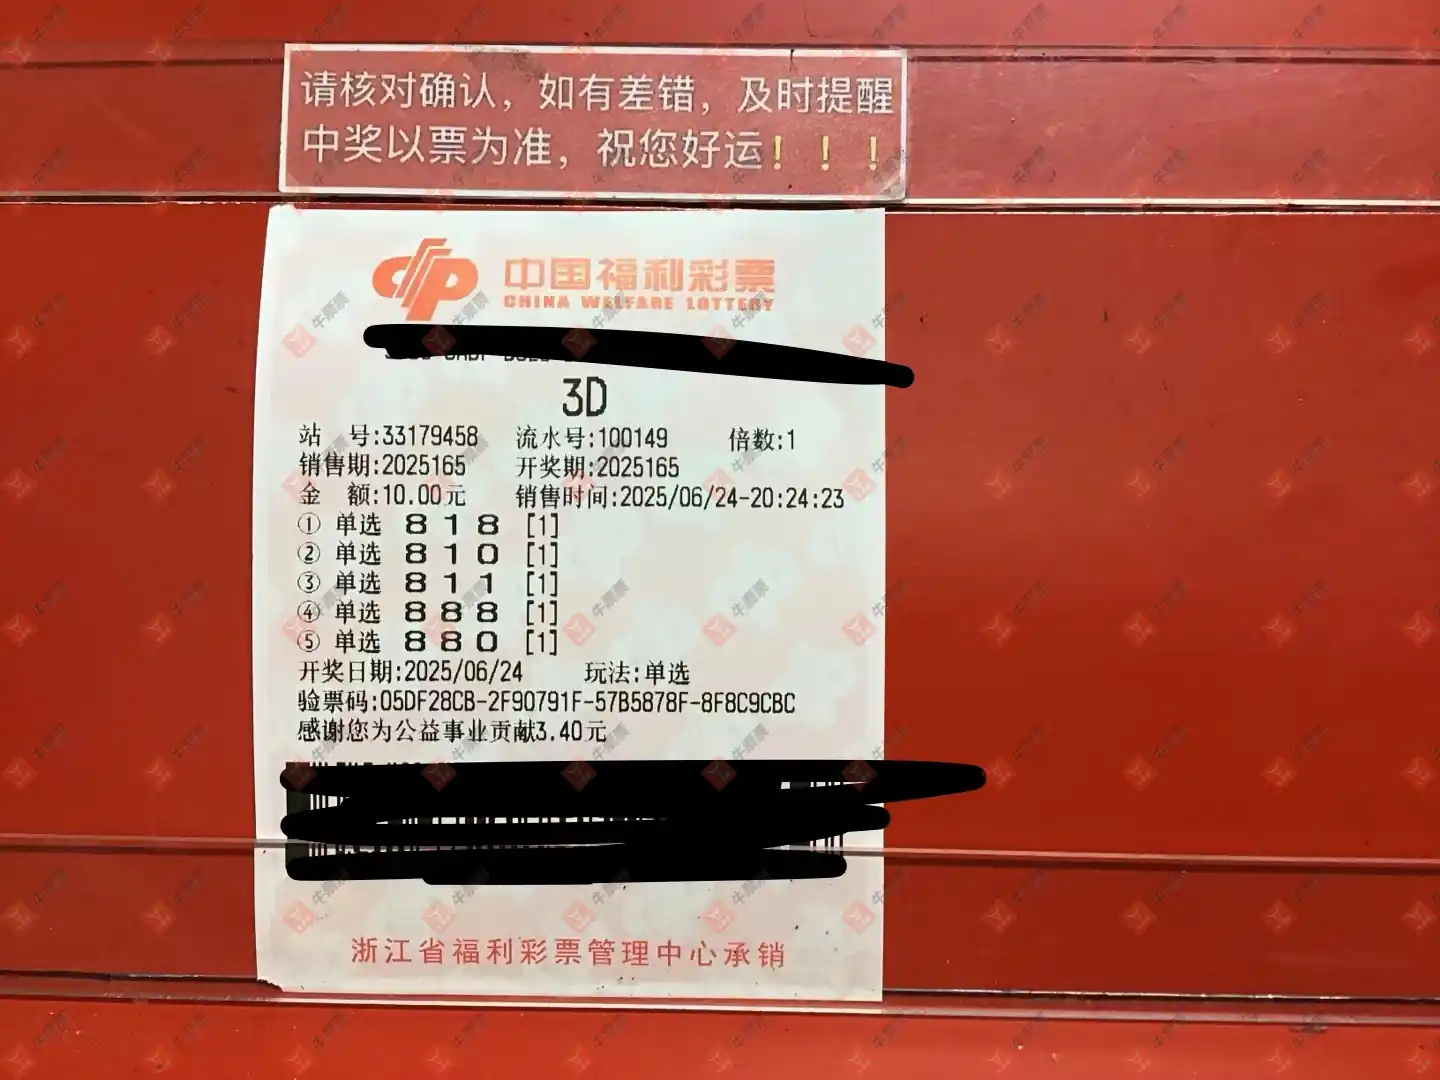 请核对确认，如有差错，及时提醒
中奖以票为准，祝您好运！！！
中国福利彩票
CHINA WELFARE LOTTERY
3D
站 号:33179458 流水号:100149 倍数:1
销售期:2025165 开奖期:2025165
金 额:10.00元 销售时间:2025/06/24-20:24:23
① 单选 8 1 8 [1]
② 单选 8 1 0 [1]
③ 单选 8 1 1 [1]
④ 单选 8 8 8 [1]
⑤ 单选 8 8 0 [1]
开奖日期:2025/06/24 玩法:单选
验票码:05DF28CB-2F90791F-57B5878F-8F8C9CBC
感谢您为公益事业贡献3.40元
浙江省福利彩票管理中心承销